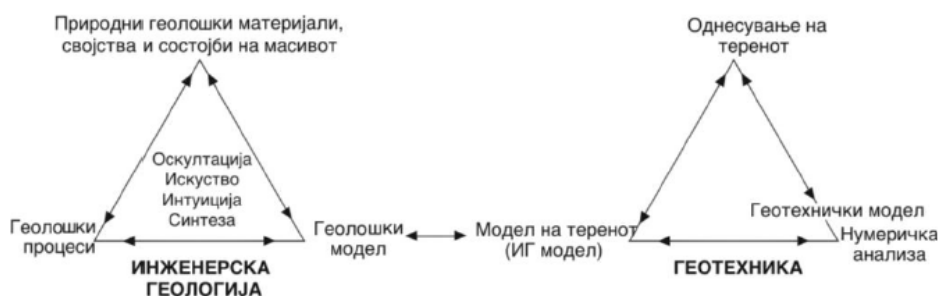 Природни геолошки материјали,
својства и состојби на масивот
Оскултација
Искуство
Интуиција
Синтеза
Геолошки
процеси
Геолошки
модел
ИНЖЕНЕРСКА
ГЕОЛОГИЈА
Однесување на
теренот
Модел на теренот
(ИГ модел)
Геотехнички модел
Нумеричка
анализа
ГЕОТЕХНИКА